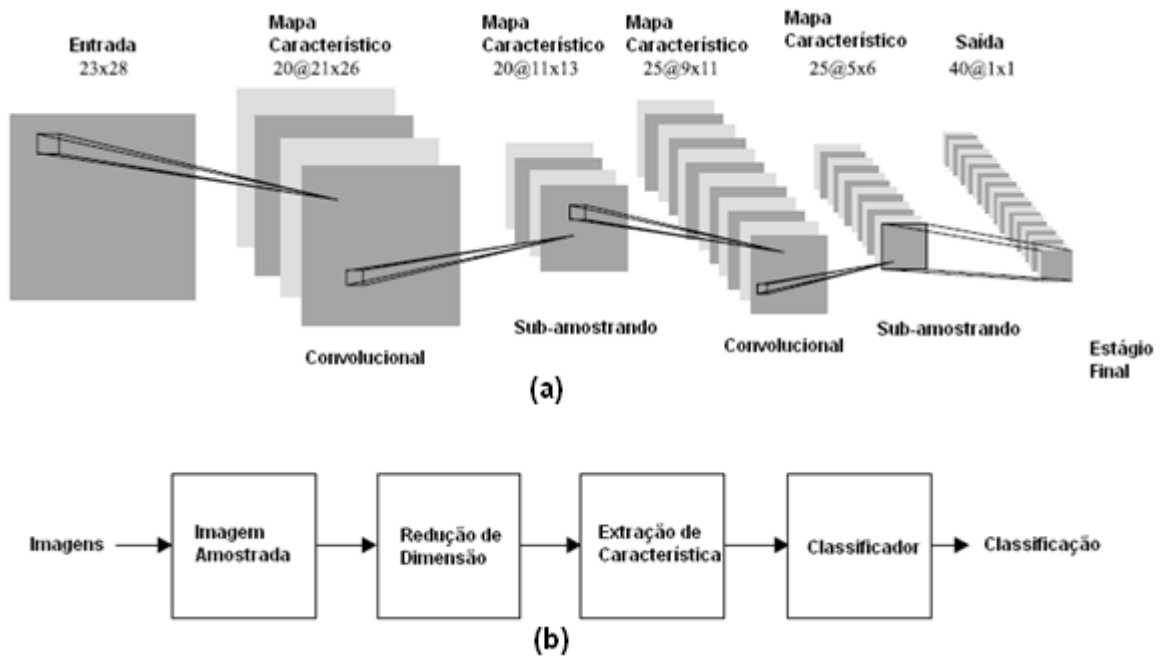 Entrada
23x28
Mapa
Característico
20@21x26
Mapa
Característico
20@11x13
Mapa
Característico
25@9x11
Mapa
Característico
25@5x6
Saída
40@1x1
Convolucional
Sub-amostrando
Convolucional
Sub-amostrando
Estágio
Final
(a)
Imagens
Imagem
Amostrada
Redução de
Dimensão
Extração de
Característica
Classificador
Classificação
(b)